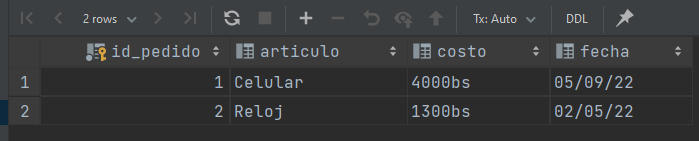 2 rows Tx: Auto DDL
id_pedido articulo costo fecha
1 1 Celular 4000bs 05/09/22
2 2 Reloj 1300bs 02/05/22